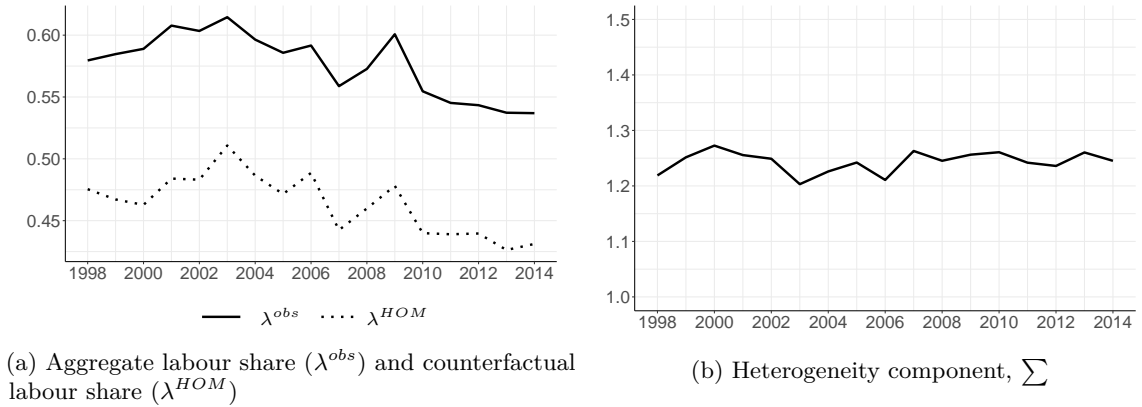 0.60
0.55
0.50
0.45
1998 2000 2002 2004 2006 2008 2010 2012 2014
λ^{obs} λ^{HOM}
(a) Aggregate labour share (λ^{obs}) and counterfactual
labour share (λ^{HOM})
1.5
1.4
1.3
1.2
1.1
1.0
1998 2000 2002 2004 2006 2008 2010 2012 2014
(b) Heterogeneity component, ∑